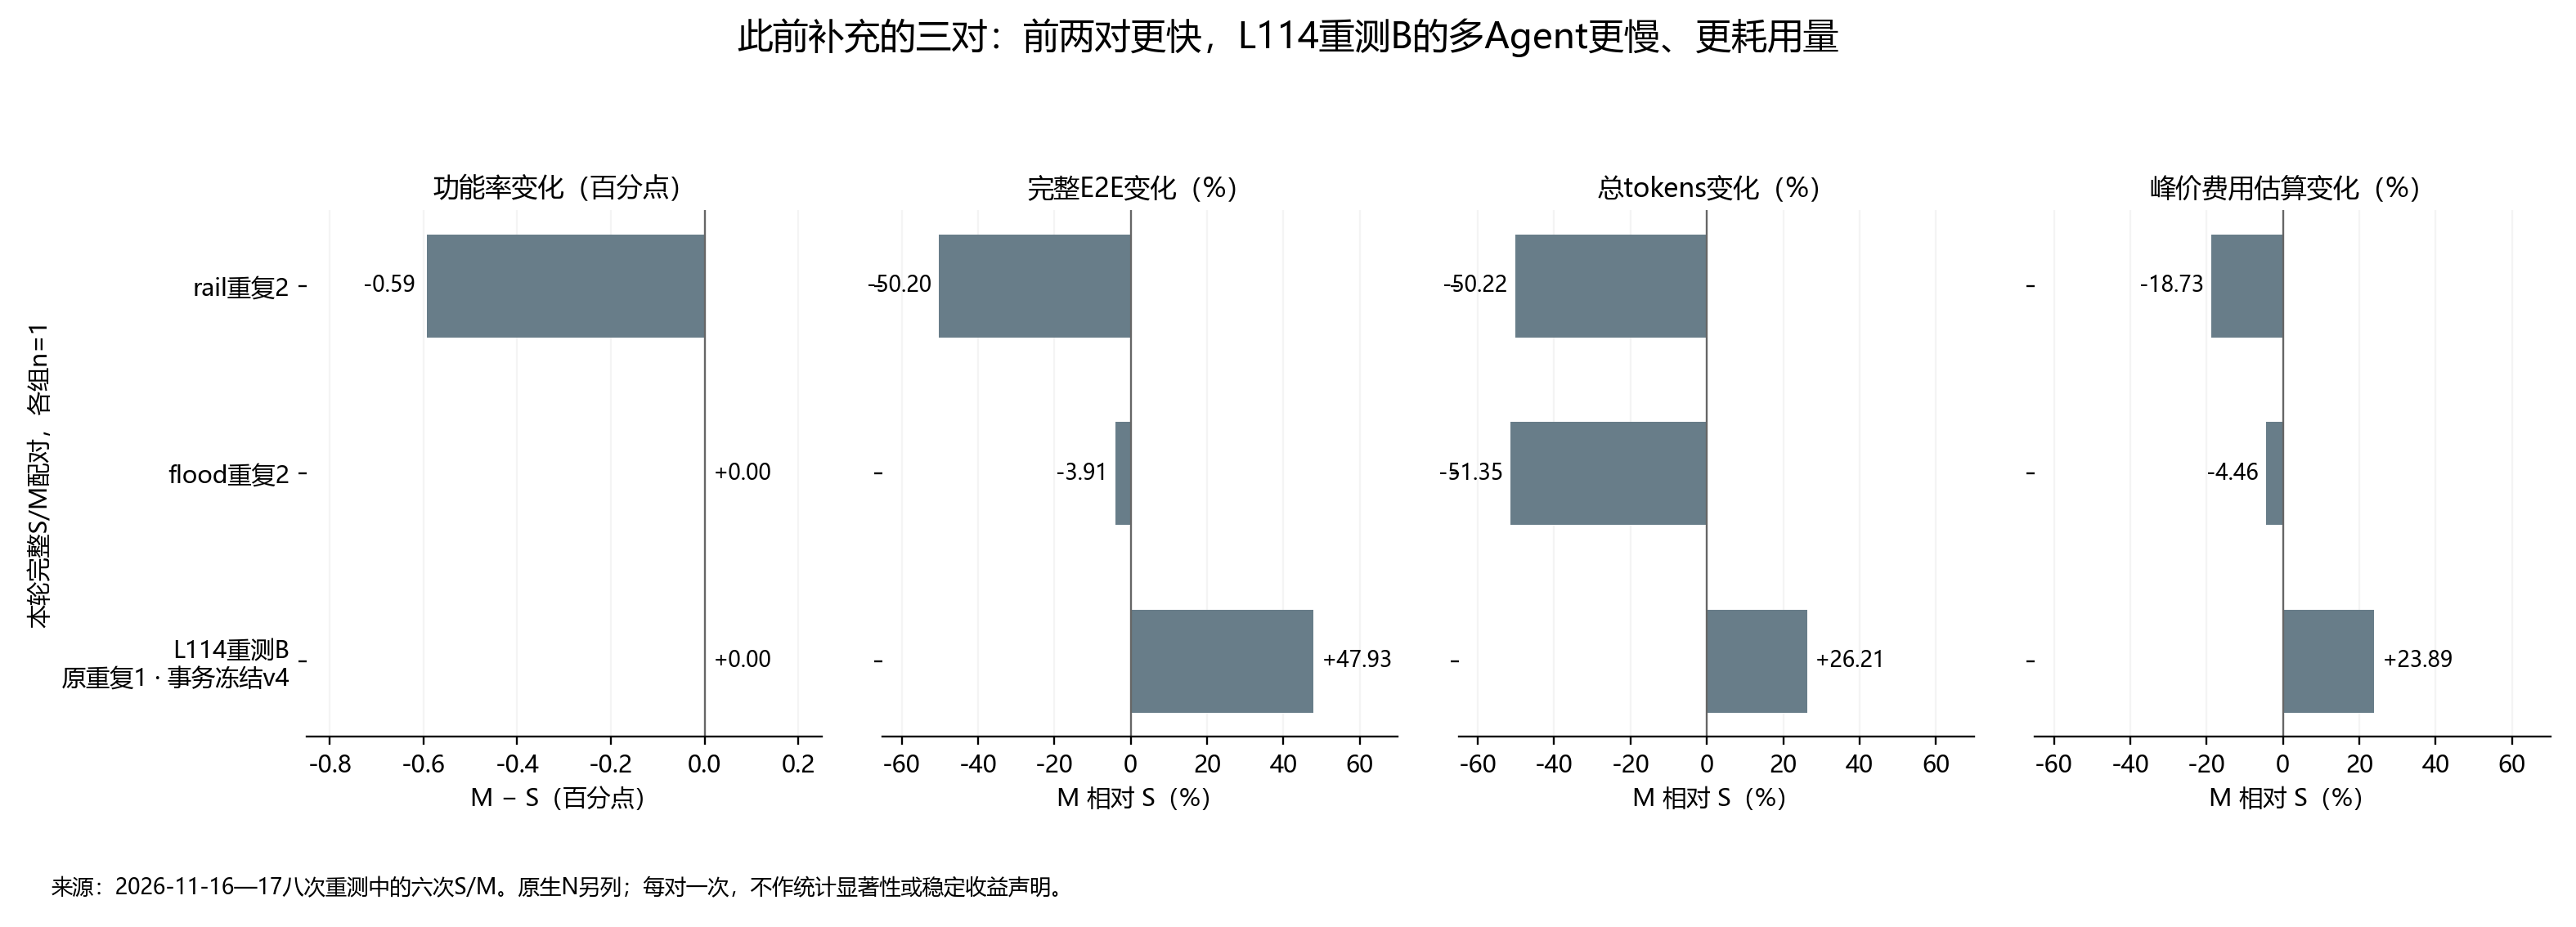 此前补充的三对：前两对更快，L114重测B的多Agent更慢、更耗用量
功能率变化（百分点）
完整E2E变化（%）
总tokens变化（%）
峰价费用估算变化（%）
本轮完整S/M配对，各组n=1
rail重复2
-0.59
-50.20
-50.22
-18.73
flood重复2
+0.00
-3.91
-51.35
-4.46
L114重测B
原重复1 · 事务冻结v4
+0.00
+47.93
+26.21
+23.89
-0.8 -0.6 -0.4 -0.2 0.0 0.2
-60 -40 -20 0 20 40 60
-60 -40 -20 0 20 40 60
-60 -40 -20 0 20 40 60
M − S（百分点）
M 相对 S（%）
M 相对 S（%）
M 相对 S（%）
来源：2026-11-16—17八次重测中的六次S/M。原生N另列；每对一次，不作统计显著性或稳定收益声明。